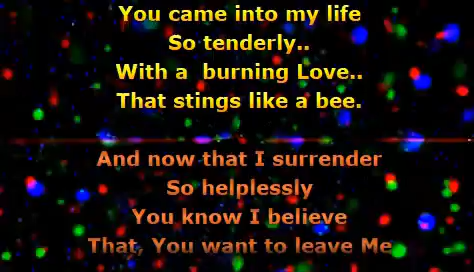 You came into my life
So tenderly..
With a  burning Love..
That stings like a bee.
And now that I surrender
So helplessly
You know I believe
That, You want to leave Me